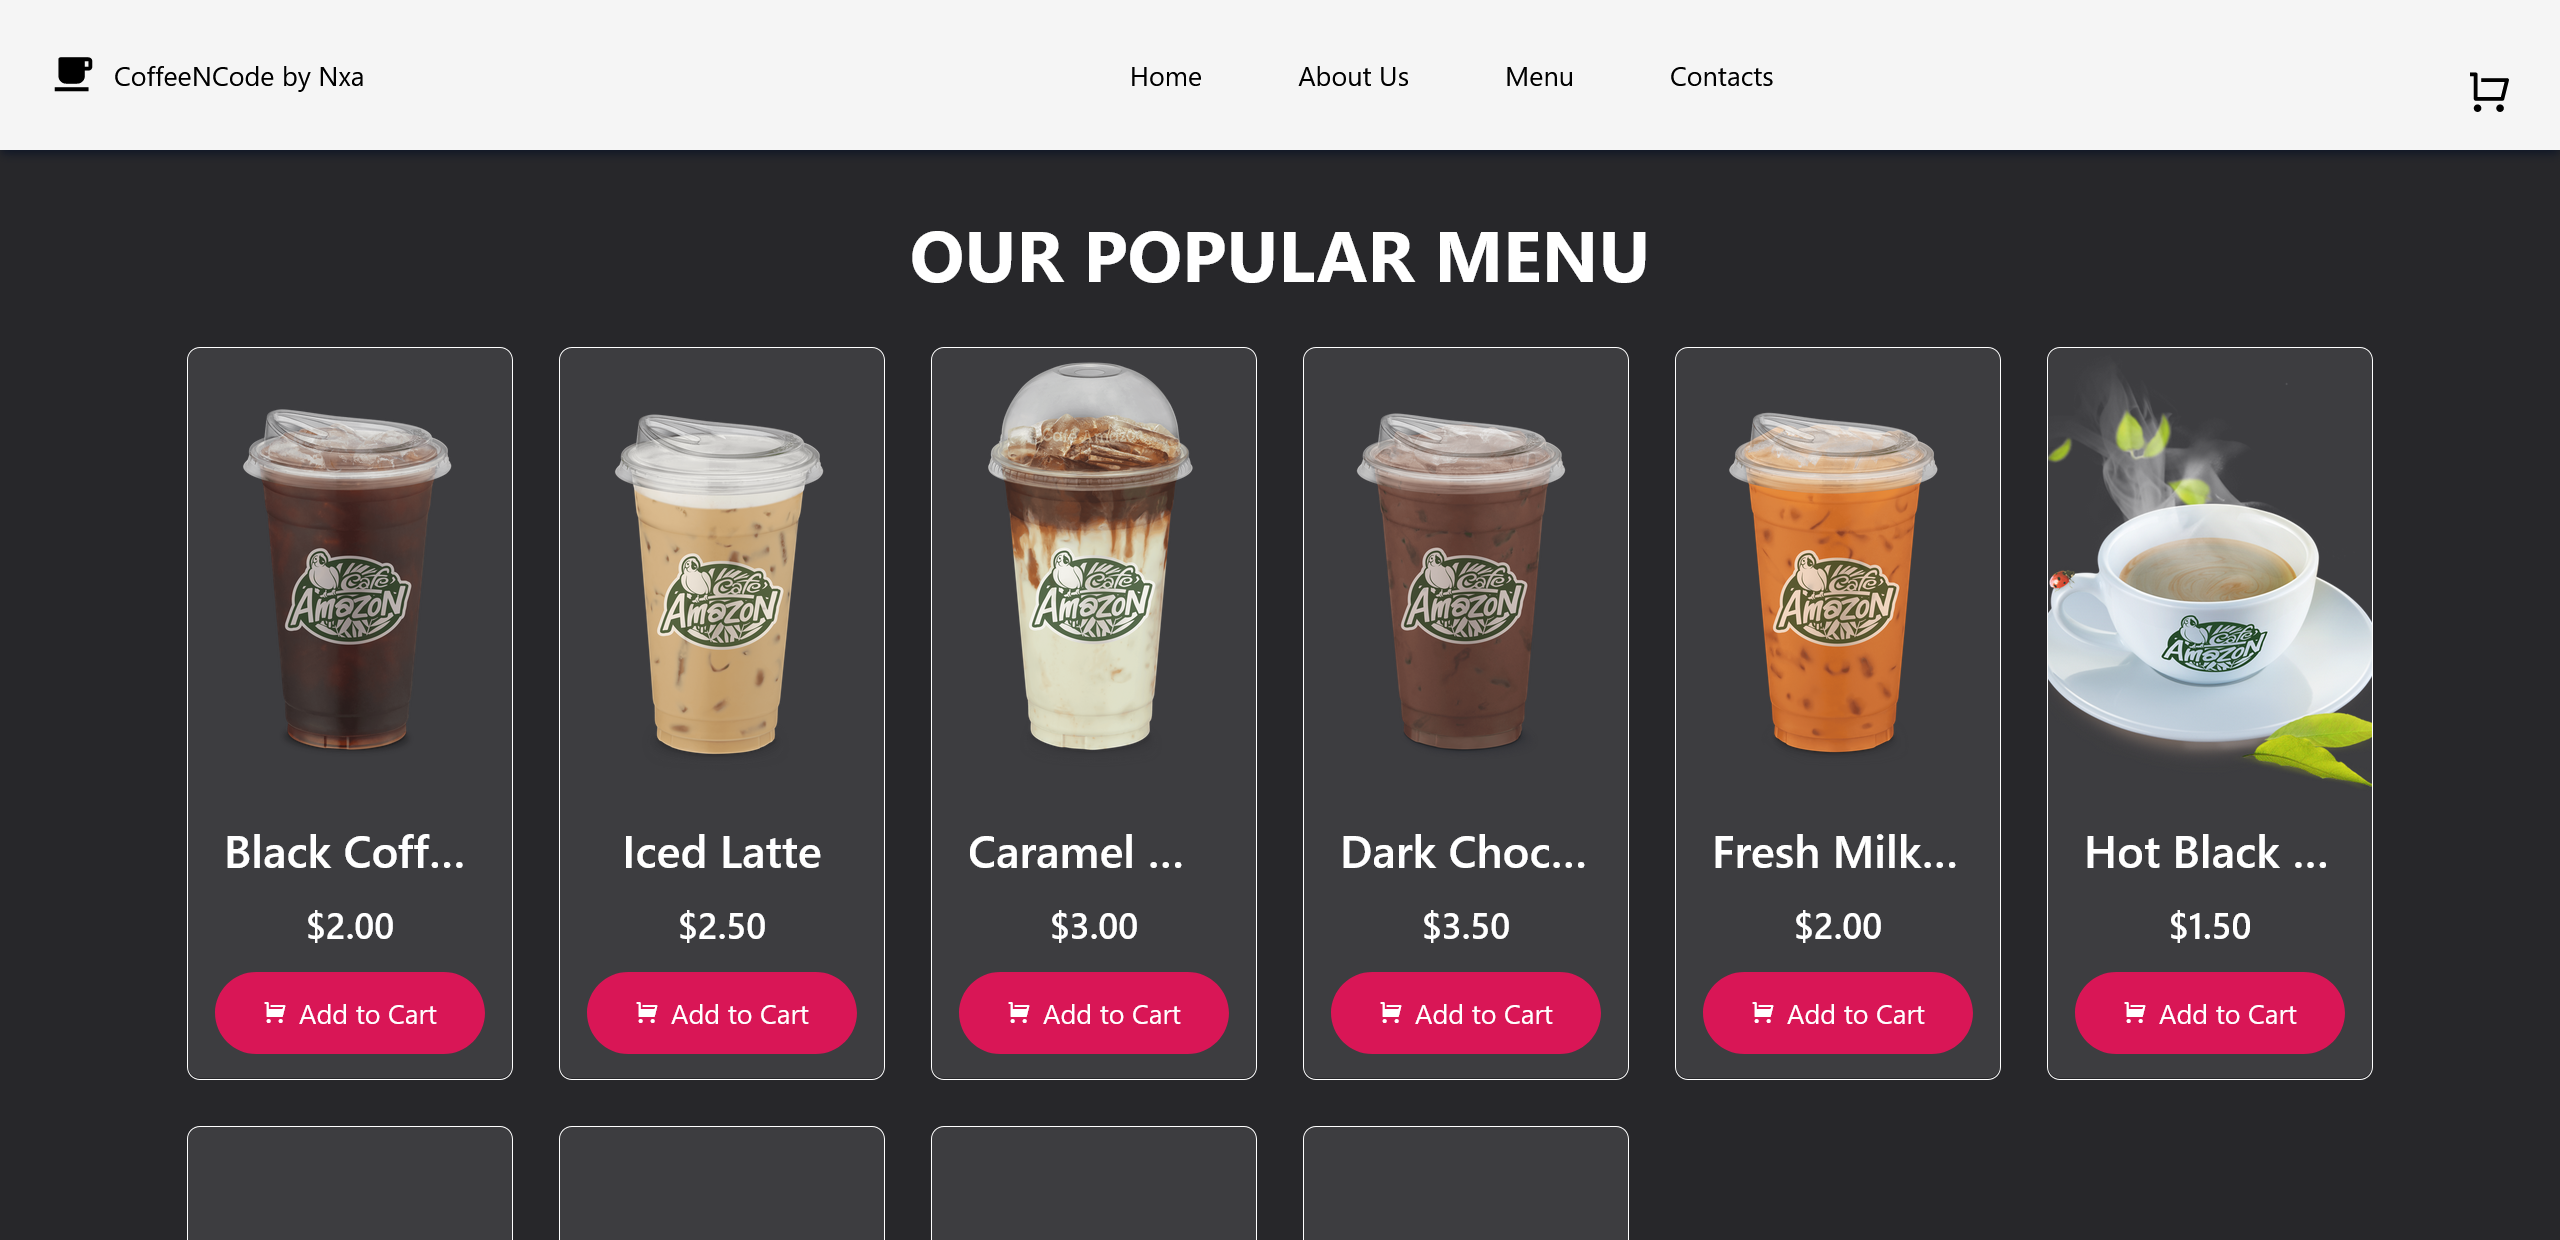 CoffeeNCode by Nxa
Home
About Us
Menu
Contacts
OUR POPULAR MENU
Café
Amazon
Café
Amazon
Café Amazon
Café
Amazon
Café
Amazon
Café
Amazon
Café
Amazon
Black Coff...
Iced Latte
Caramel ...
Dark Choc...
Fresh Milk...
Hot Black ...
$2.00
$2.50
$3.00
$3.50
$2.00
$1.50
Add to Cart
Add to Cart
Add to Cart
Add to Cart
Add to Cart
Add to Cart